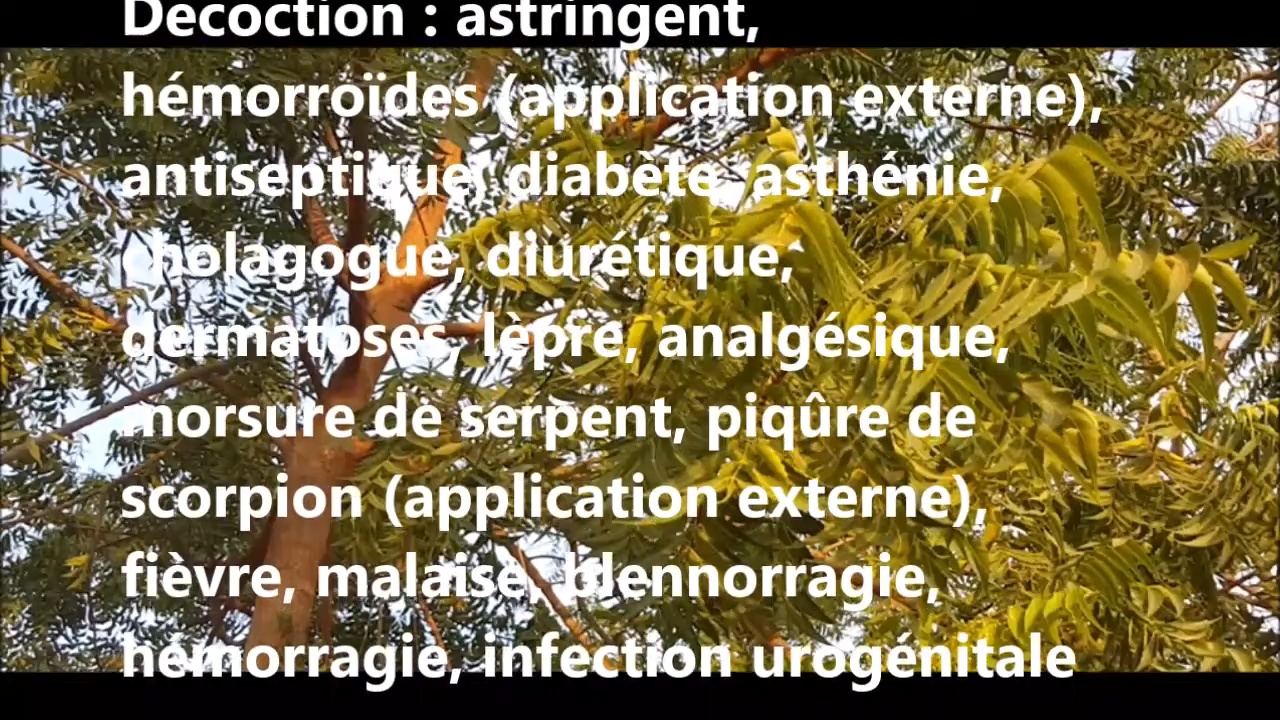 Décoction : astringent,
hémorroïdes (application externe),
antiseptique, diabète, asthénie,
cholagogue, diurétique,
dermatoses, lèpre, analgésique,
morsure de serpent, piqûre de
scorpion (application externe),
fièvre, malaise, blennorragie,
hémorragie, infection urogénitale